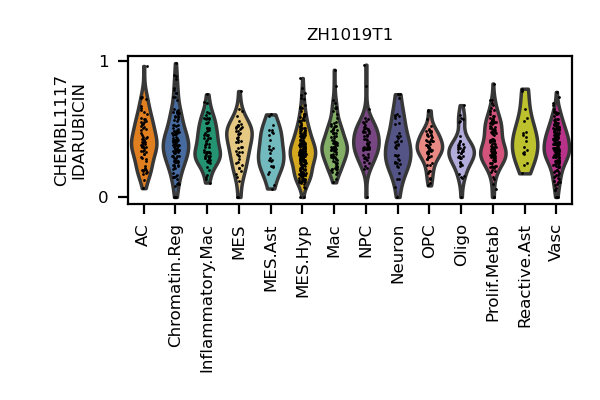 ZH1019T1
CHEMBL1117
IDARUBICIN
1
0
AC
Chromatin.Reg
Inflammatory.Mac
MES
MES.Ast
MES.Hyp
Mac
NPC
Neuron
OPC
Oligo
Prolif.Metab
Reactive.Ast
Vasc